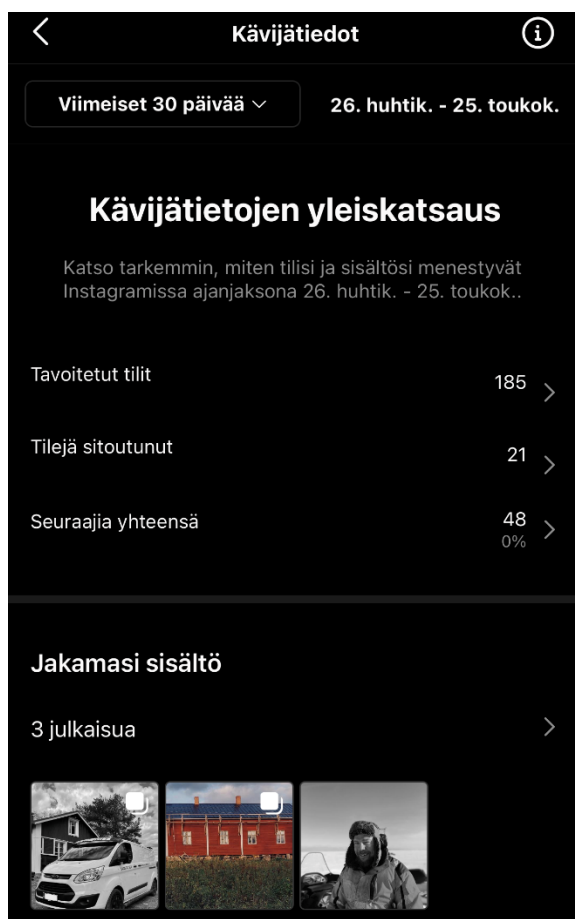 Kävijätiedot
Viimeiset 30 päivää
26. huhtik. - 25. toukok.
Kävijätietojen yleiskatsaus
Katso tarkemmin, miten tilisi ja sisältösi menestyvät
Instagramissa ajanjaksona 26. huhtik. - 25. toukok..
Tavoitetut tilit
185
Tilejä sitoutunut
21
Seuraajia yhteensä
48
0%
Jakamasi sisältö
3 julkaisua